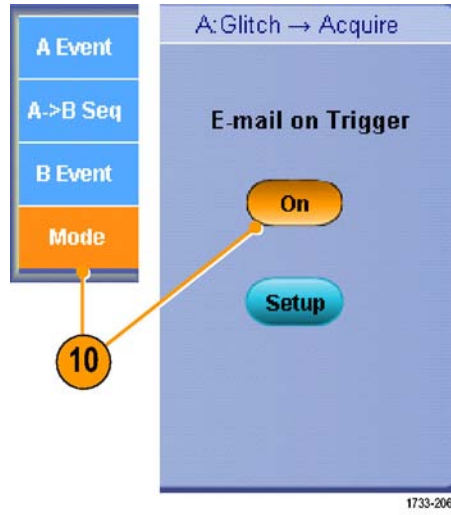 A Event
A->B Seq
B Event
Mode
10
A:Glitch → Acquire
E-mail on Trigger
On
Setup
1733-206